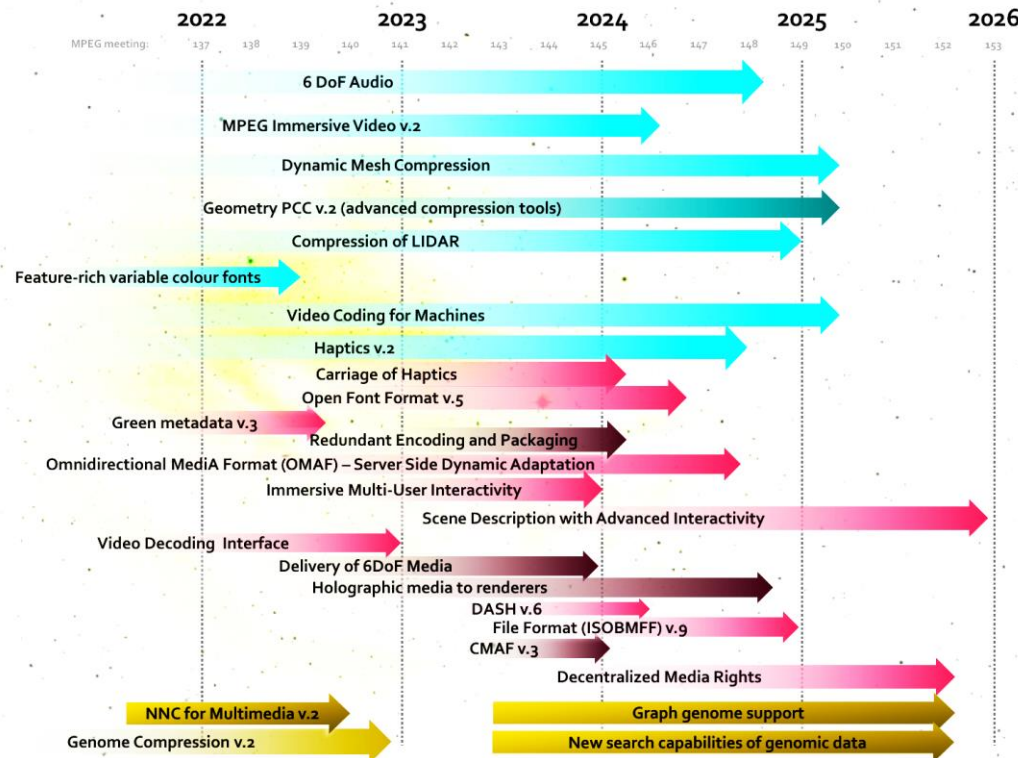 2022 2023 2024 2025 2026
MPEG meeting: 137 138 139 140 141 142 143 144 145 146 147 148 149 150 151 152 153
6 DoF Audio
MPEG Immersive Video v.2
Dynamic Mesh Compression
Geometry PCC v.2 (advanced compression tools)
Compression of LIDAR
Feature-rich variable colour fonts
Video Coding for Machines
Haptics v.2
Carriage of Haptics
Open Font Format v.5
Green metadata v.3
Redundant Encoding and Packaging
Omnidirectional MediA Format (OMAF) – Server Side Dynamic Adaptation
Immersive Multi-User Interactivity
Scene Description with Advanced Interactivity
Video Decoding Interface
Delivery of 6DoF Media
Holographic media to renderers
DASH v.6
File Format (ISOBMFF) v.9
CMAF v.3
Decentralized Media Rights
NNC for Multimedia v.2 Graph genome support
Genome Compression v.2 New search capabilities of genomic data